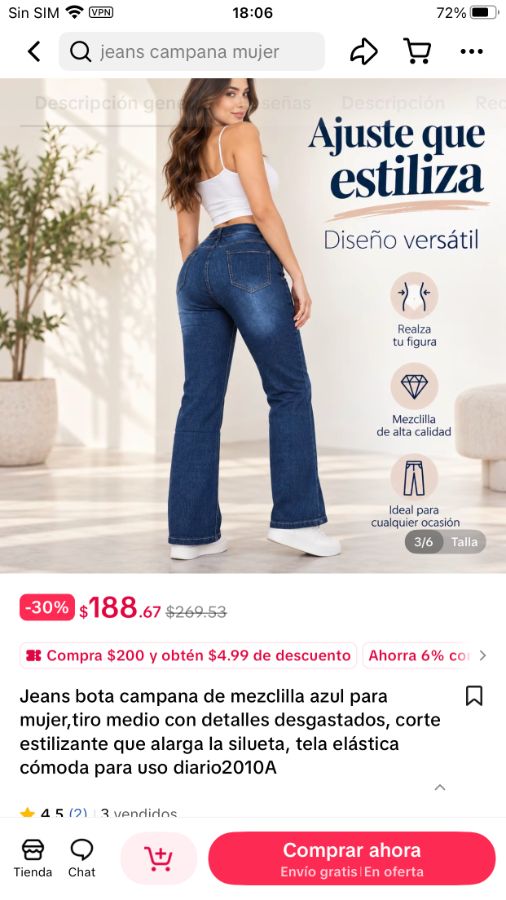 Sin SIM VPN 18:06 72%
jeans campana mujer
Descripción gene señas Descripción Rec
Ajuste que
estiliza
Diseño versátil
Realza
tu figura
Mezclilla
de alta calidad
Ideal para
cualquier ocasión
3/6 Talla
-30% $188.67 $269.53
Compra $200 y obtén $4.99 de descuento Ahorra 6% co
Jeans bota campana de mezclilla azul para
mujer,tiro medio con detalles desgastados, corte
estilizante que alarga la silueta, tela elástica
cómoda para uso diario2010A
4.5 (2) 3 vendidos
Tienda Chat
Comprar ahora
Envío gratis | En oferta